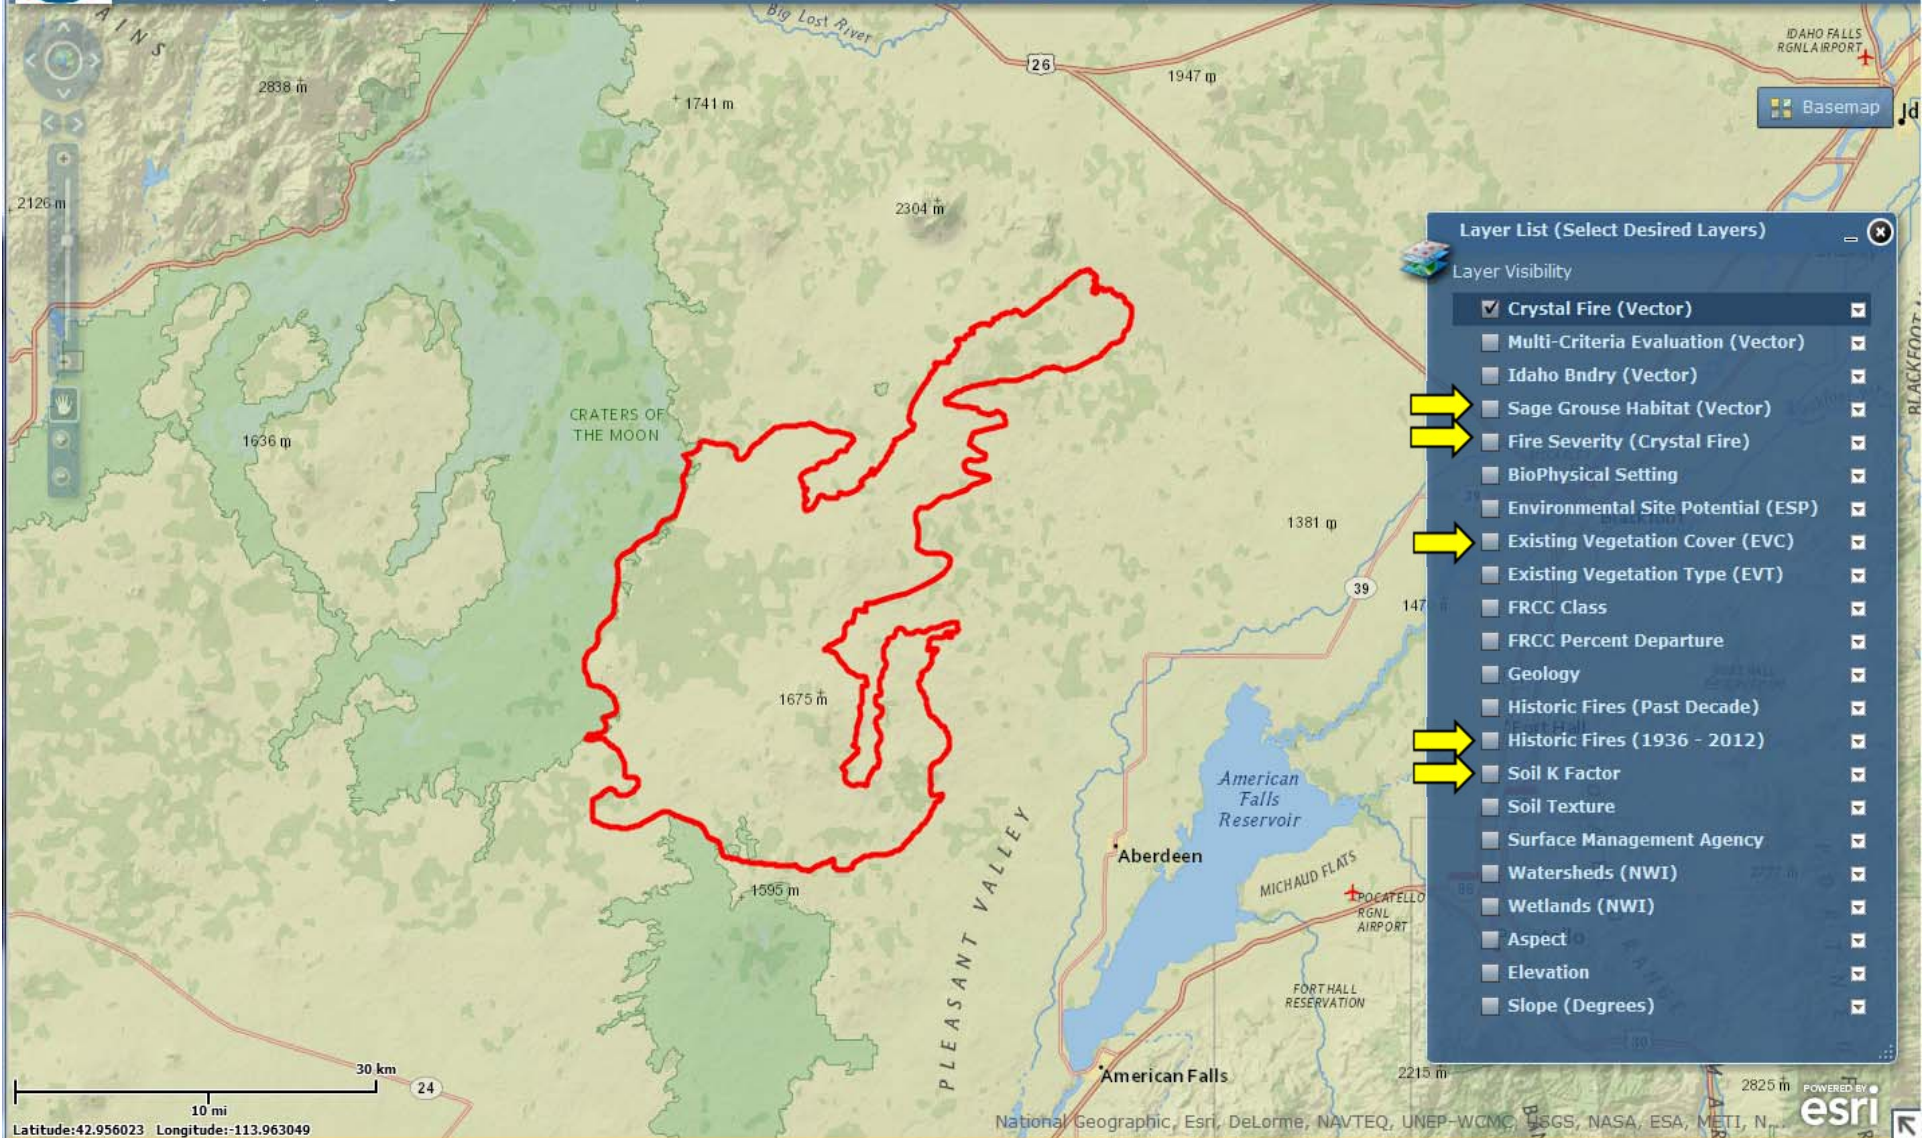 AINS
Big Lost River
IDAHO FALLS
RGNL AIRPORT
26
1947 m
2838 m
1741 m
Basemap
Id
2126 m
2304 m
Layer List (Select Desired Layers)
Layer Visibility
Crystal Fire (Vector)
Multi-Criteria Evaluation (Vector)
Idaho Bndry (Vector)
Sage Grouse Habitat (Vector)
Fire Severity (Crystal Fire)
BioPhysical Setting
Environmental Site Potential (ESP)
Existing Vegetation Cover (EVC)
Existing Vegetation Type (EVT)
FRCC Class
FRCC Percent Departure
Geology
Historic Fires (Past Decade)
Historic Fires (1936 - 2012)
Soil K Factor
Soil Texture
Surface Management Agency
Watersheds (NWI)
Wetlands (NWI)
Aspect
Elevation
Slope (Degrees)
BLACKFOOT
CRATERS OF
THE MOON
1636 m
1381 m
39
147
1675 m
American
Falls
Reservoir
Aberdeen
MICHAUD FLATS
POCATELLO
RGNL
AIRPORT
1595 m
PLEASANT VALLEY
FORT HALL
RESERVATION
30 km
24
10 mi
American Falls
2215 m
2825 m
POWERED BY
esri
National Geographic, Esri, DeLorme, NAVTEQ, UNEP-WCMC, USGS, NASA, ESA, METI, N...
Latitude:42.956023 Longitude:-113.963049